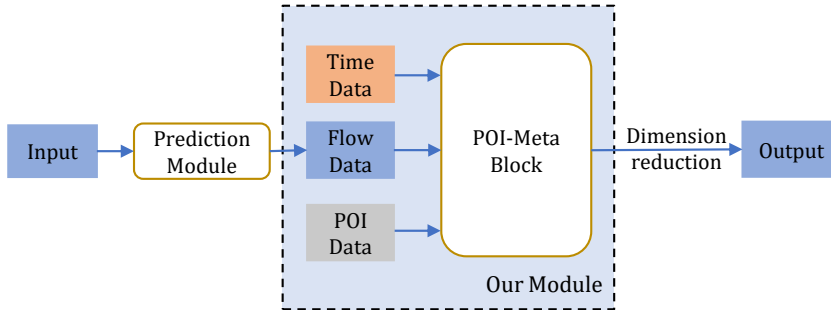 Input
Prediction
Module
Time
Data
Flow
Data
POI
Data
POI-Meta
Block
Our Module
Dimension
reduction
Output